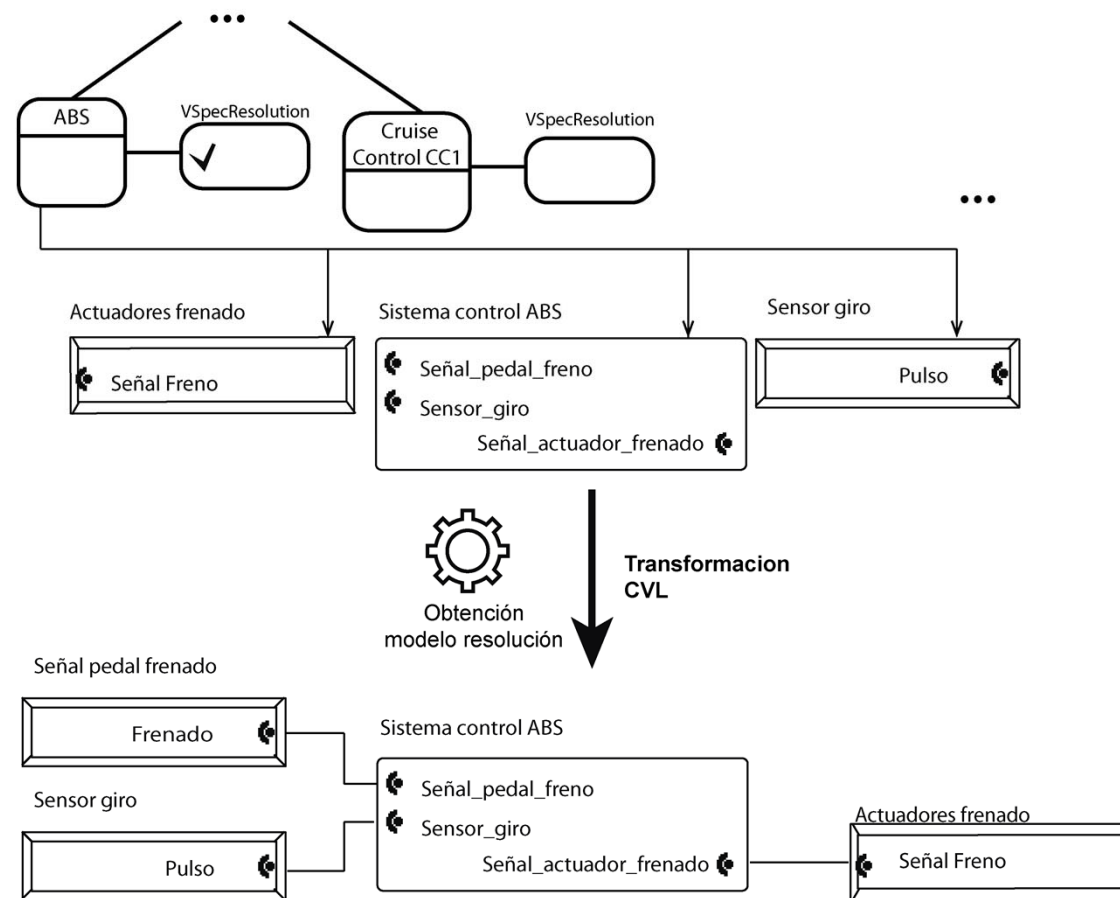 •••
ABS
VSpecResolution
Cruise
Control CC1
VSpecResolution
•••
Actuadores frenado
Sistema control ABS
Sensor giro
Señal Freno
Señal_pedal_freno
Sensor_giro
Señal_actuador_frenado
Pulso
Obtención
modelo resolución
Transformacion
CVL
Señal pedal frenado
Frenado
Sistema control ABS
Señal_pedal_freno
Sensor giro
Sensor_giro
Pulso
Señal_actuador_frenado
Actuadores frenado
Señal Freno